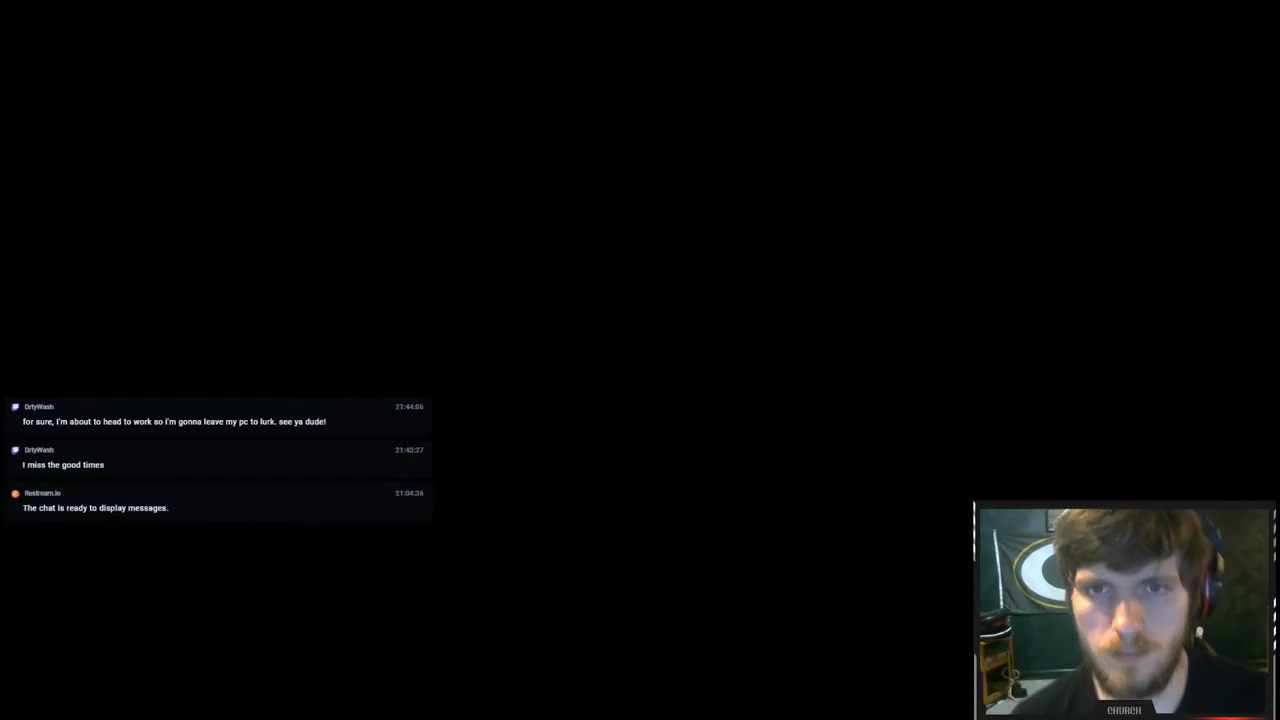 DrtyWash 21:44:06
for sure, I'm about to head to work so I'm gonna leave my pc to lurk. see ya dude!
DrtyWash 21:43:27
I miss the good times
Restream.io 21:04:36
The chat is ready to display messages.
CHURCH